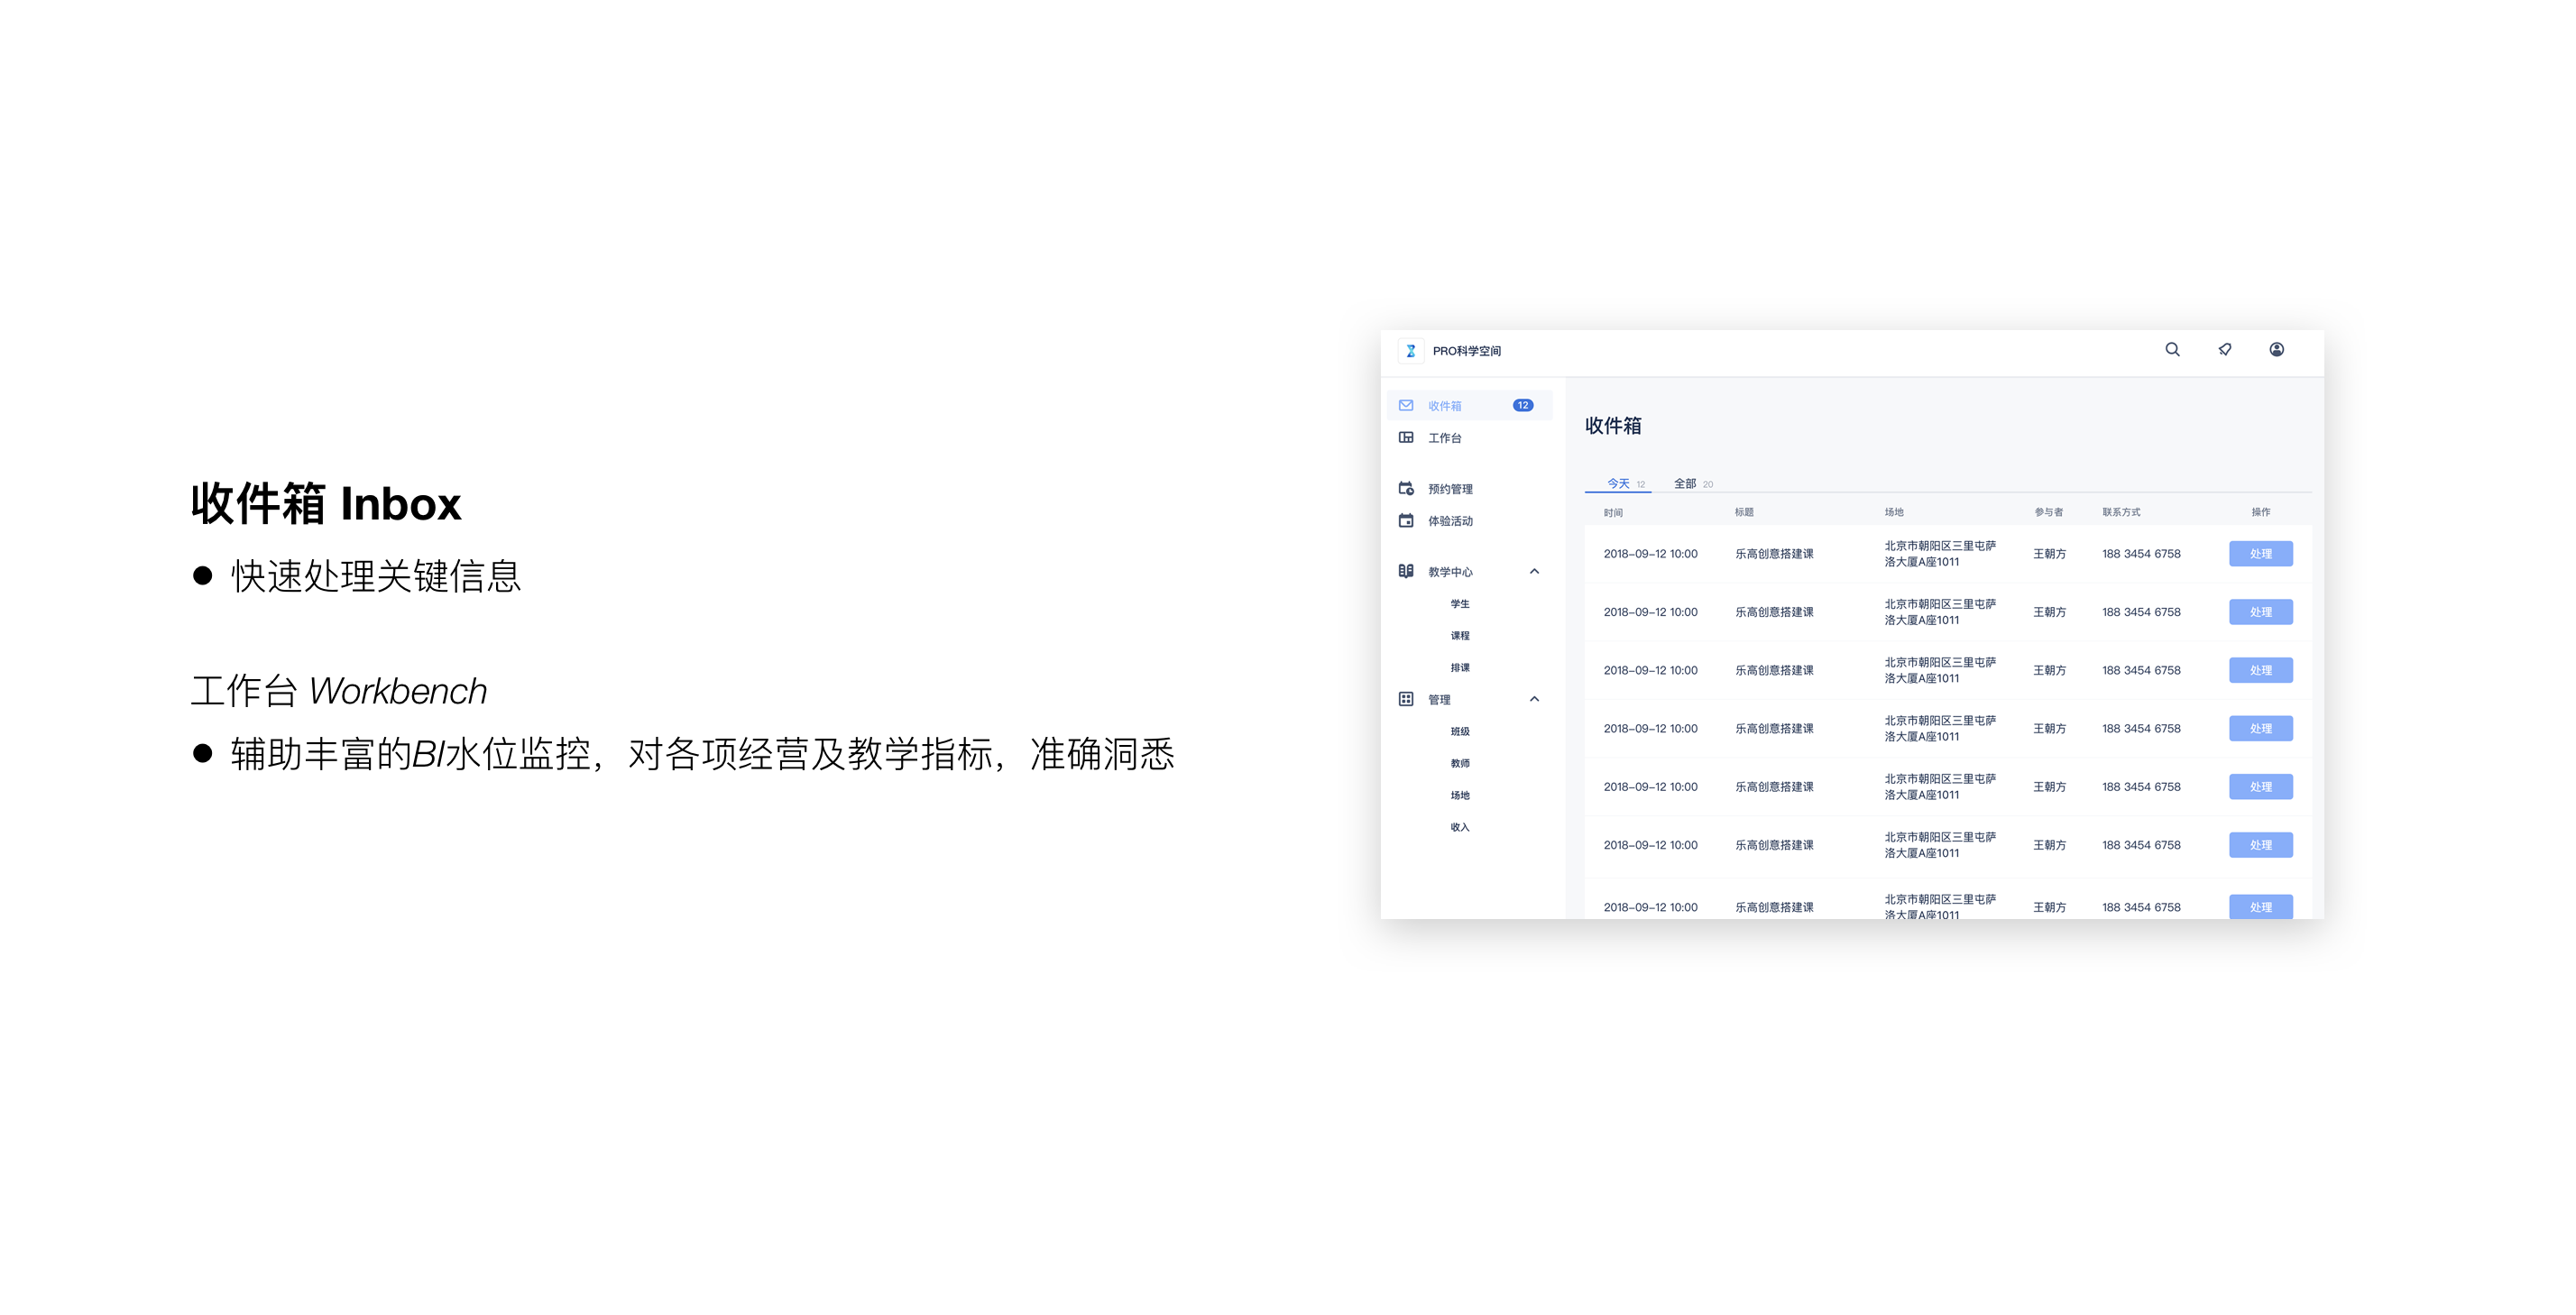 收件箱 Inbox
● 快速处理关键信息
工作台 Workbench
● 辅助丰富的BI水位监控，对各项经营及教学指标，准确洞悉
PRO科学空间
收件箱 12
工作台
预约管理
体验活动
教学中心
学生
课程
排课
管理
班级
教师
场地
收入
收件箱
今天 12 全部 20
时间 标题 场地 参与者 联系方式 操作
北京市朝阳区三里屯萨
2018-09-12 10:00 乐高创意搭建课 王朝方 188 3454 6758 处理
洛大厦A座1011
北京市朝阳区三里屯萨
2018-09-12 10:00 乐高创意搭建课 王朝方 188 3454 6758 处理
洛大厦A座1011
北京市朝阳区三里屯萨
2018-09-12 10:00 乐高创意搭建课 王朝方 188 3454 6758 处理
洛大厦A座1011
北京市朝阳区三里屯萨
2018-09-12 10:00 乐高创意搭建课 王朝方 188 3454 6758 处理
洛大厦A座1011
北京市朝阳区三里屯萨
2018-09-12 10:00 乐高创意搭建课 王朝方 188 3454 6758 处理
洛大厦A座1011
北京市朝阳区三里屯萨
2018-09-12 10:00 乐高创意搭建课 王朝方 188 3454 6758 处理
洛大厦A座1011
北京市朝阳区三里屯萨
2018-09-12 10:00 乐高创意搭建课 王朝方 188 3454 6758 处理
洛大厦A座1011